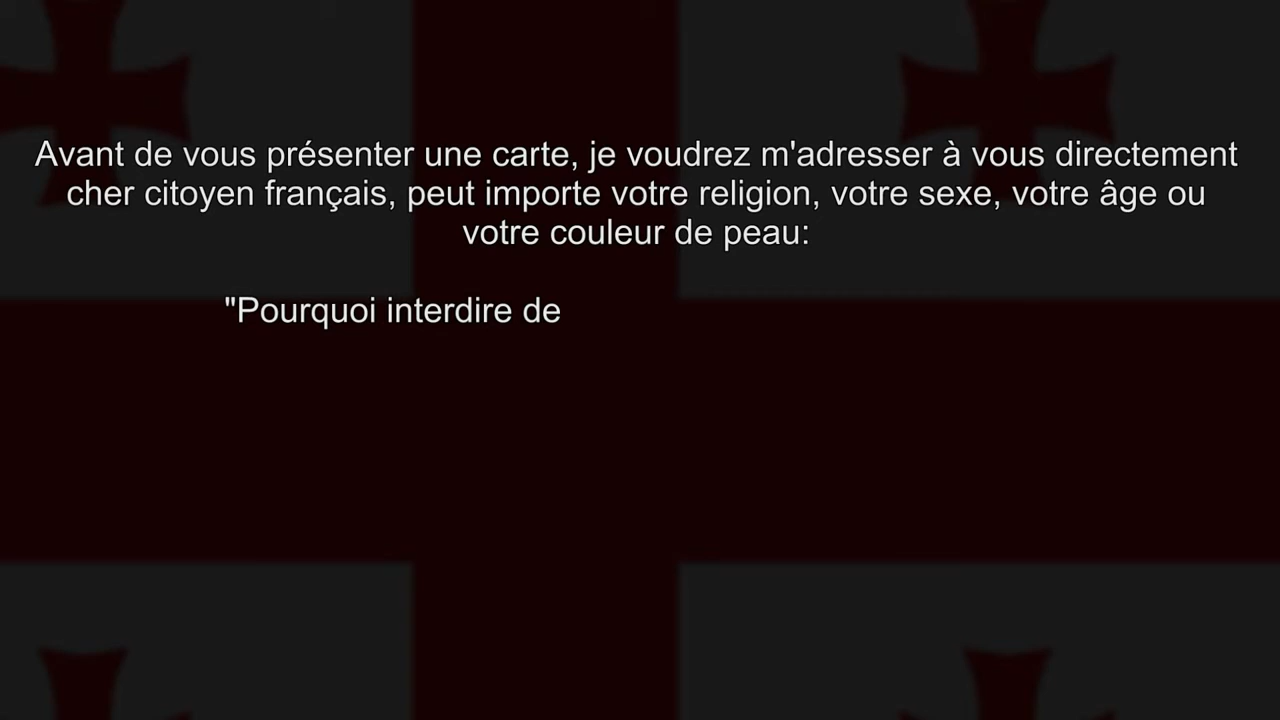 Avant de vous présenter une carte, je voudrez m'adresser à vous directement
cher citoyen français, peut importe votre religion, votre sexe, votre âge ou
votre couleur de peau:
"Pourquoi interdire de